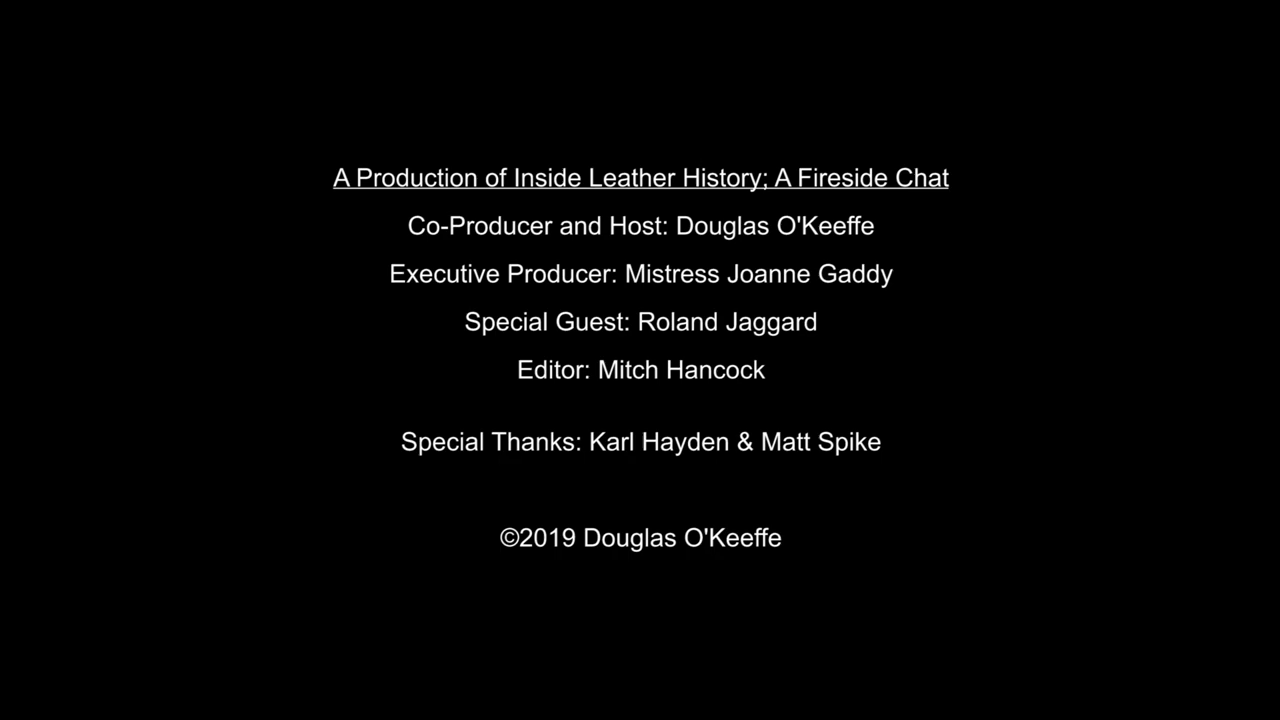 A Production of Inside Leather History; A Fireside Chat
Co-Producer and Host: Douglas O'Keeffe
Executive Producer: Mistress Joanne Gaddy
Special Guest: Roland Jaggard
Editor: Mitch Hancock
Special Thanks: Karl Hayden & Matt Spike
©2019 Douglas O'Keeffe